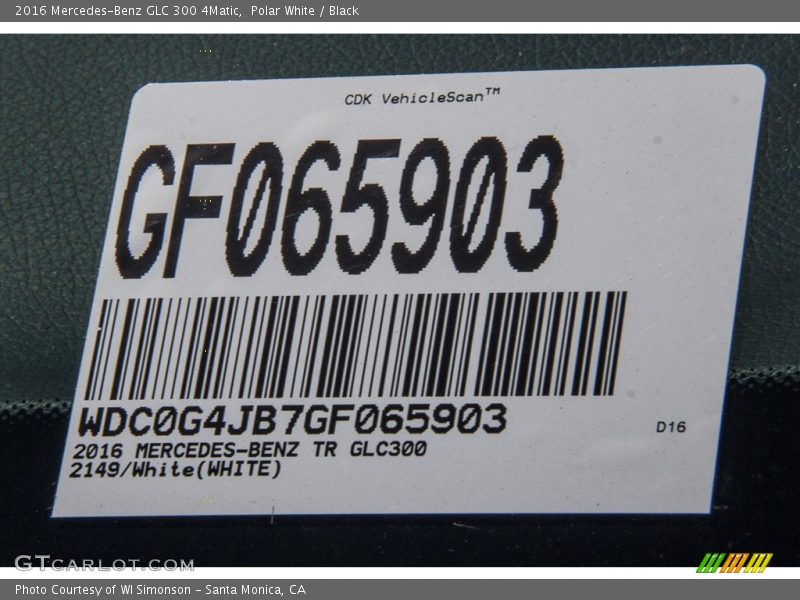 2016 Mercedes-Benz GLC 300 4Matic, Polar White / Black
CDK VehicleScan™
GF065903
WDC0G4JB7GF065903
2016 MERCEDES-BENZ TR GLC300
D16
2149/White(WHITE)
GTCARLOT.COM
Photo Courtesy of WI Simonson - Santa Monica, CA